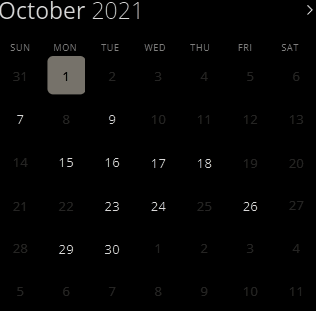 October 2021
SUN MON TUE WED THU FRI SAT
31 1 2 3 4 5 6
7 8 9 10 11 12 13
14 15 16 17 18 19 20
21 22 23 24 25 26 27
28 29 30 1 2 3 4
5 6 7 8 9 10 11